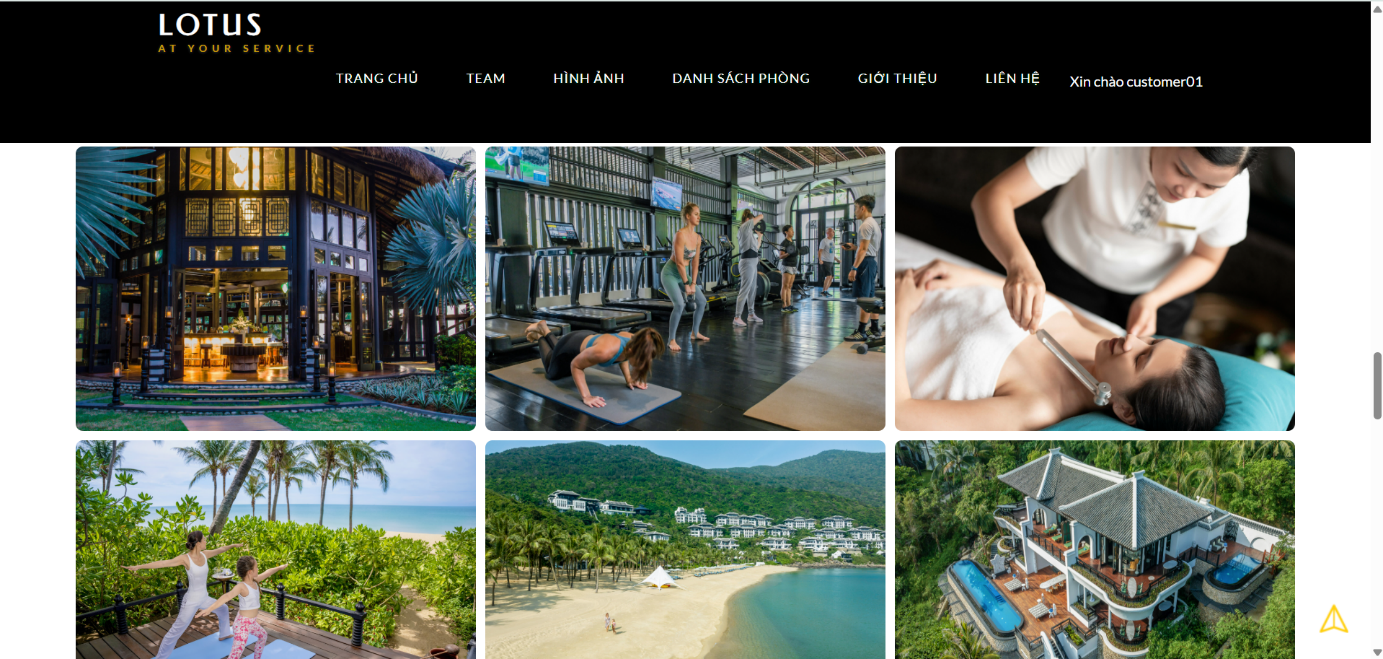 LOTUS
AT YOUR SERVICE
TRANG CHỦ TEAM HÌNH ẢNH DANH SÁCH PHÒNG GIỚI THIỆU LIÊN HỆ Xin chào customer01